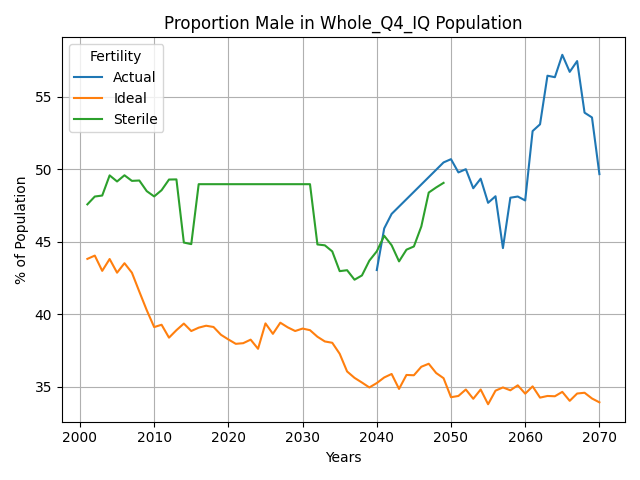 Proportion Male in Whole_Q4_IQ Population
Fertility
Actual
Ideal
Sterile
% of Population
55
50
45
40
35
2000 2010 2020 2030 2040 2050 2060 2070
Years